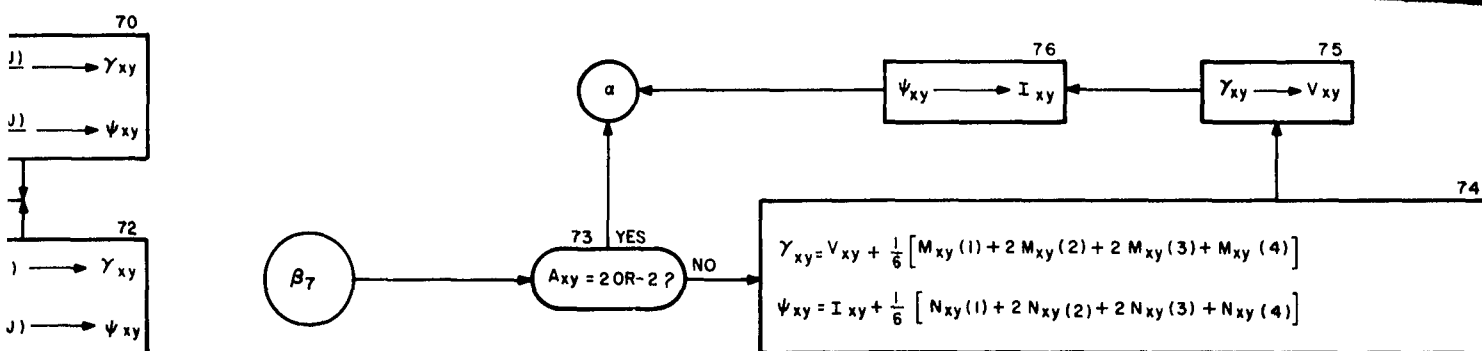 70
J) → γxy
J) → ψxy
72
) → γxy
J) → ψxy
β7
73 YES
Axy = 2 OR -2 ?
NO
α
76
ψxy → Ixy
75
γxy → Vxy
74
γxy = Vxy + 1/6 [Mxy (1) + 2 Mxy (2) + 2 Mxy (3) + Mxy (4)]
ψxy = Ixy + 1/6 [Nxy (1) + 2 Nxy (2) + 2 Nxy (3) + Nxy (4)]